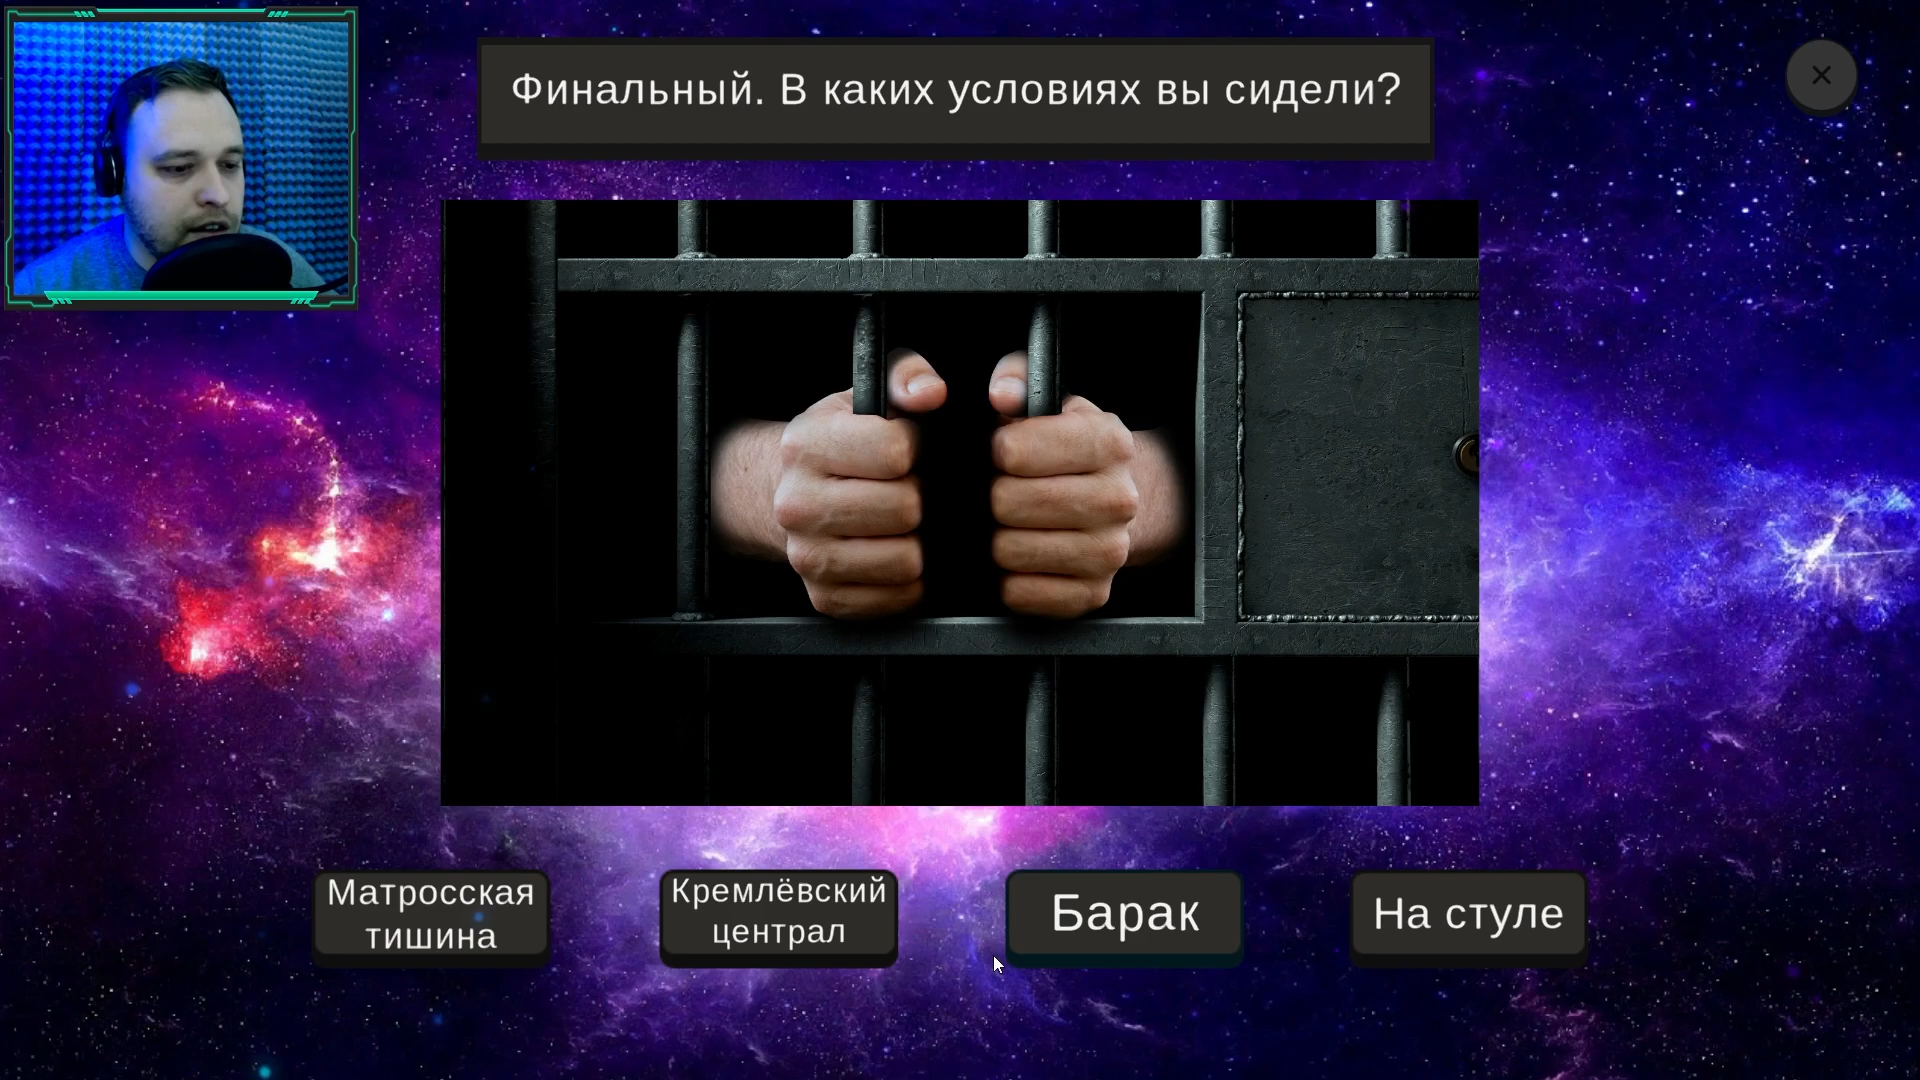 Финальный. В каких условиях вы сидели?
Матросская
тишина
Кремлёвский
централ
Барак
На стуле